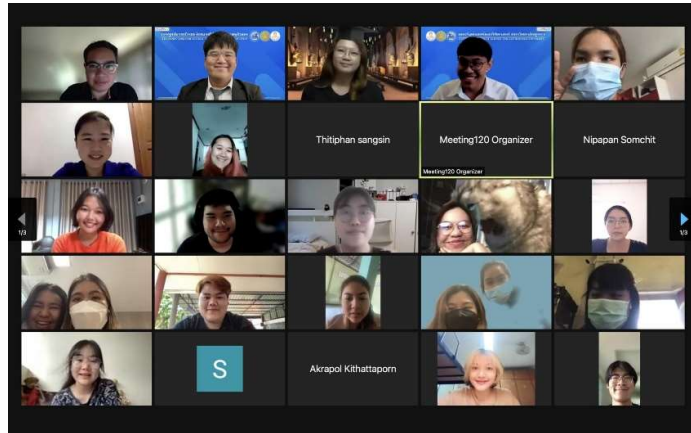 Thitiphan sangsin
Meeting120 Organizer
Meeting120 Organizer
Nipapan Somchit
1/3
1/3
S
Akrapol Kithattaporn